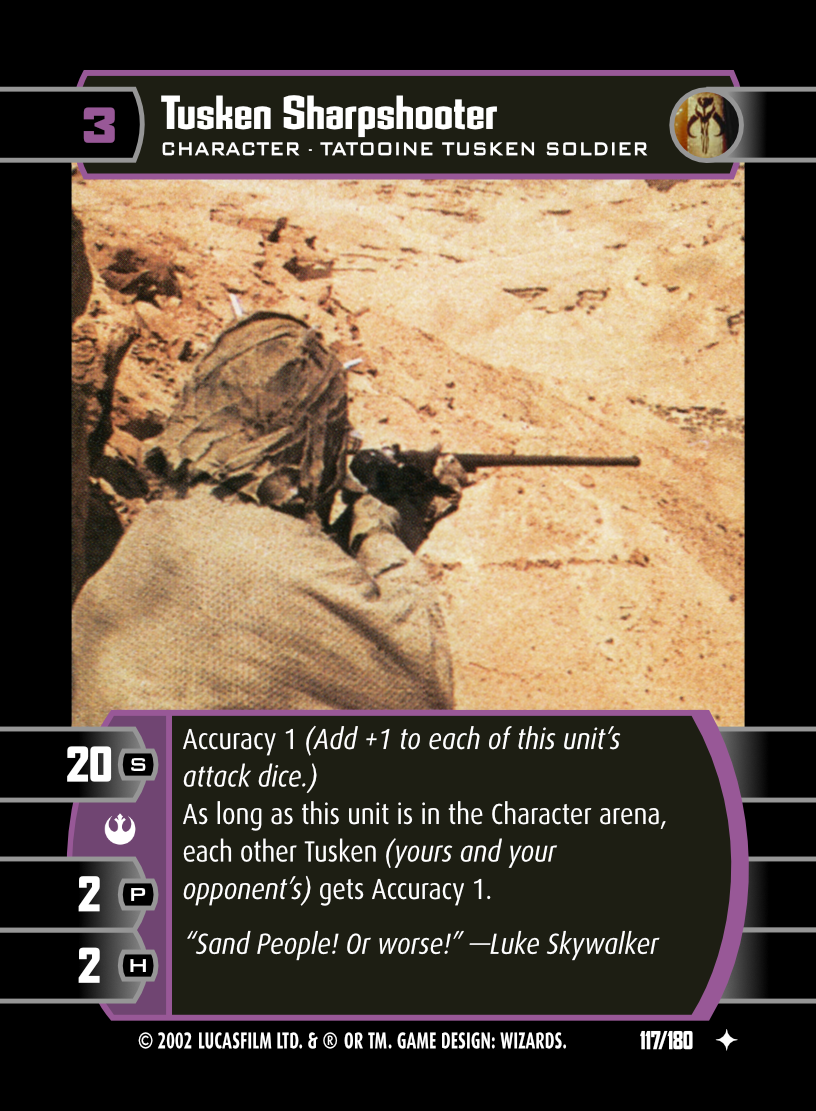 3
Tusken Sharpshooter
CHARACTER · TATOOINE TUSKEN SOLDIER
20 S
2 P
2 H
Accuracy 1 (Add +1 to each of this unit's
attack dice.)
As long as this unit is in the Character arena,
each other Tusken (yours and your
opponent's) gets Accuracy 1.
“Sand People! Or worse!” —Luke Skywalker
© 2002 LUCASFILM LTD. & ® OR TM. GAME DESIGN: WIZARDS.
117/180